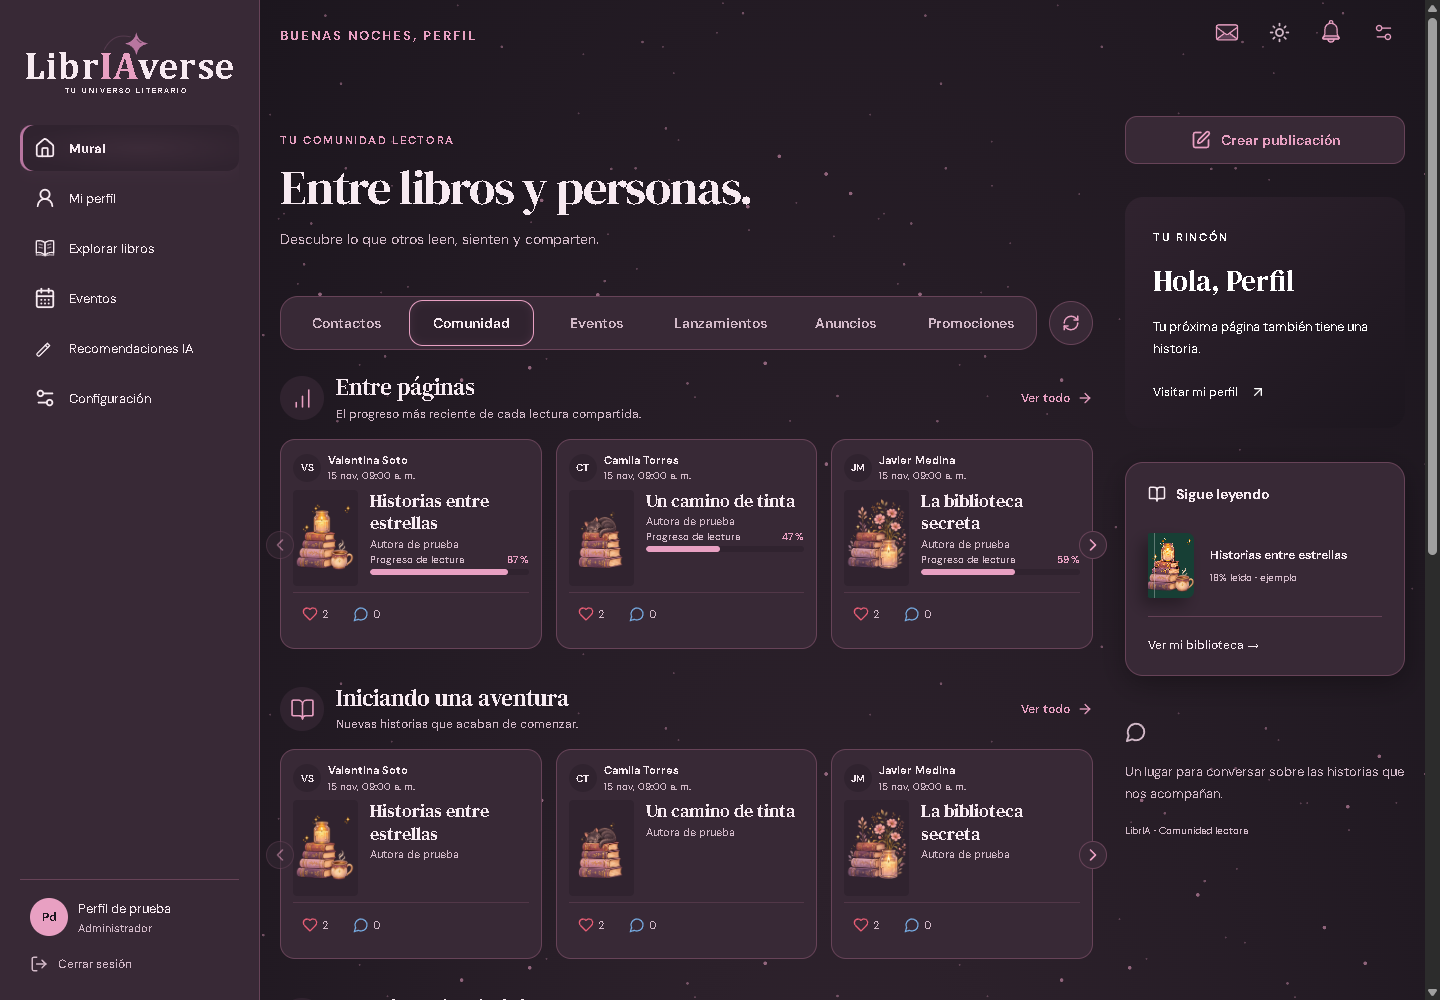 LibrIAverse
TU UNIVERSO LITERARIO
Mural
Mi perfil
Explorar libros
Eventos
Recomendaciones IA
Configuración
Pd
Perfil de prueba
Administrador
Cerrar sesión
BUENAS NOCHES, PERFIL
TU COMUNIDAD LECTORA
Entre libros y personas.
Descubre lo que otros leen, sienten y comparten.
Contactos
Comunidad
Eventos
Lanzamientos
Anuncios
Promociones
Entre páginas
El progreso más reciente de cada lectura compartida.
Ver todo →
VS
Valentina Soto
15 nov, 09:00 a. m.
Historias entre
estrellas
Autora de prueba
Progreso de lectura 87 %
2 0
CT
Camila Torres
15 nov, 09:00 a. m.
Un camino de tinta
Autora de prueba
Progreso de lectura 47 %
2 0
JM
Javier Medina
15 nov, 09:00 a. m.
La biblioteca
secreta
Autora de prueba
Progreso de lectura 59 %
2 0
Iniciando una aventura
Nuevas historias que acaban de comenzar.
Ver todo →
VS
Valentina Soto
15 nov, 09:00 a. m.
Historias entre
estrellas
Autora de prueba
2 0
CT
Camila Torres
15 nov, 09:00 a. m.
Un camino de tinta
Autora de prueba
2 0
JM
Javier Medina
15 nov, 09:00 a. m.
La biblioteca
secreta
Autora de prueba
2 0
Crear publicación
TU RINCÓN
Hola, Perfil
Tu próxima página también tiene una
historia.
Visitar mi perfil
Sigue leyendo
Historias entre estrellas
18% leído · ejemplo
Ver mi biblioteca →
Un lugar para conversar sobre las historias que
nos acompañan.
LibrIA · Comunidad lectora